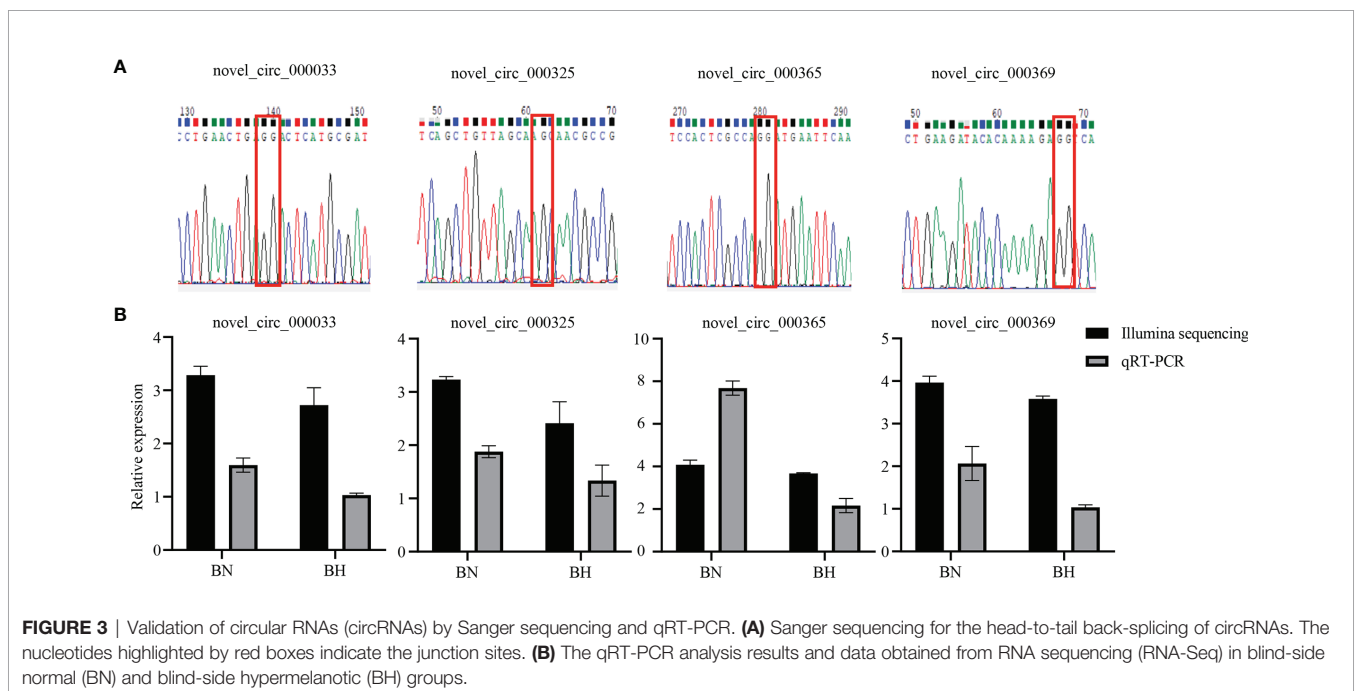 A
novel_circ_000033 novel_circ_000325 novel_circ_000365 novel_circ_000369
130 140 150 50 60 70 270 280 290 50 60 70
CCTGAACTGAGGACTCATGCGAT TCAGCTGTTAGCAAGCAACGCCG TCCACTCGCCAGGATGAATTCAA CTGAAGATACACAAAAGAGGTCA
B
novel_circ_000033 novel_circ_000325 novel_circ_000365 novel_circ_000369
Relative expression
4 3 2 1 0
BN BH
4 3 2 1 0
BN BH
10 8 6 4 2 0
BN BH
5 4 3 2 1 0
BN BH
Illumina sequencing
qRT-PCR
FIGURE 3 | Validation of circular RNAs (circRNAs) by Sanger sequencing and qRT-PCR. (A) Sanger sequencing for the head-to-tail back-splicing of circRNAs. The
nucleotides highlighted by red boxes indicate the junction sites. (B) The qRT-PCR analysis results and data obtained from RNA sequencing (RNA-Seq) in blind-side
normal (BN) and blind-side hypermelanotic (BH) groups.